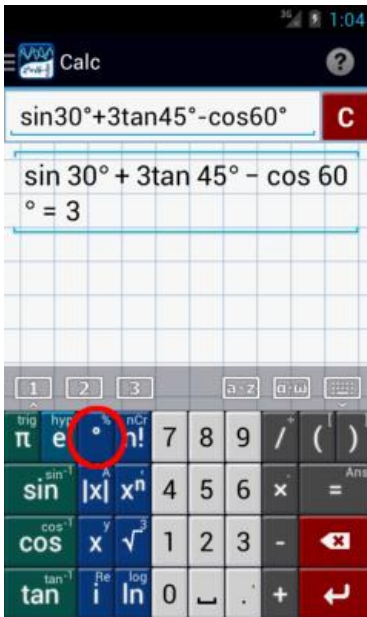 3G 1:04
Calc ?
sin30°+3tan45°-cos60° C
sin 30° + 3tan 45° − cos 60
° = 3
1 2 3 a-z α-ω
trig hyp % nCr
π e ° n! 7 8 9 / ( )
sin⁻¹ A Ans
sin |x| xⁿ 4 5 6 × =
cos⁻¹ y 3
cos x √ 1 2 3 -
tan⁻¹ Re log
tan i ln 0 . +